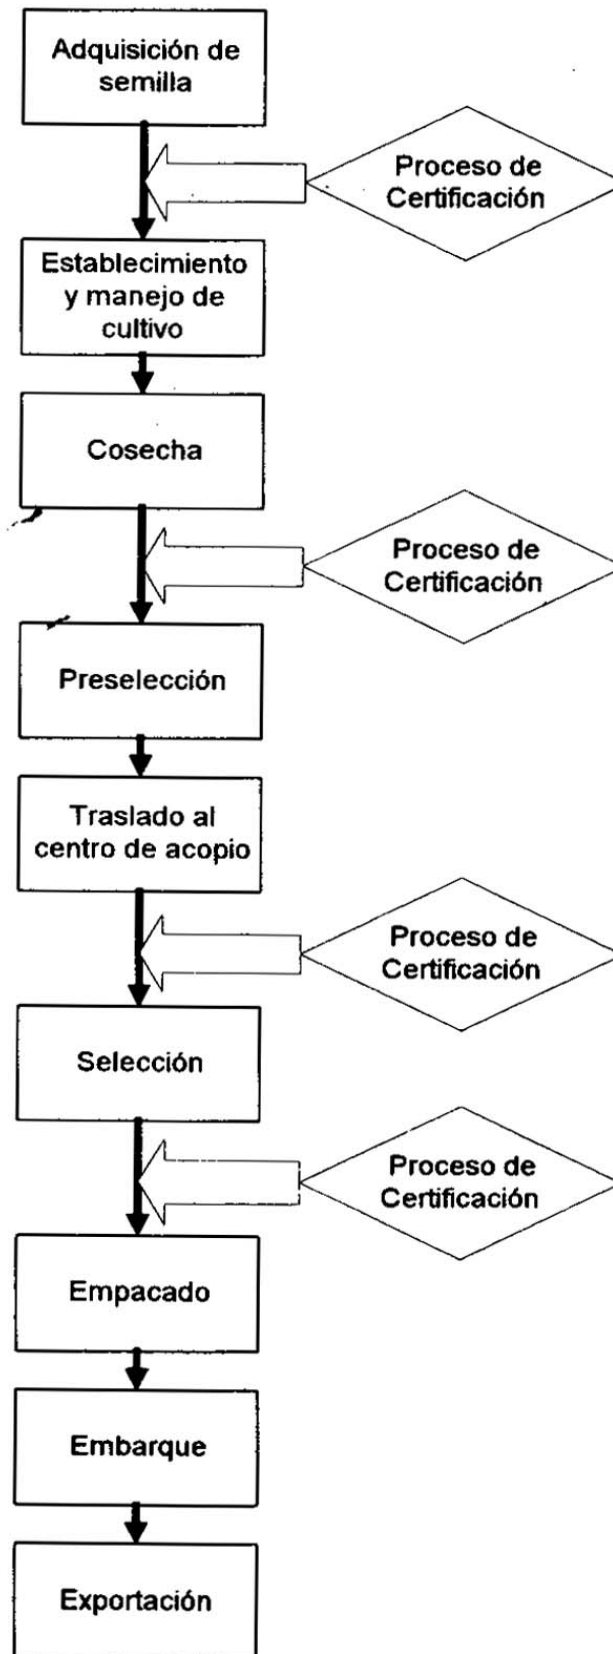 Adquisición de
semilla
Proceso de
Certificación
Establecimiento
y manejo de
cultivo
Cosecha
Proceso de
Certificación
Preselección
Traslado al
centro de acopio
Proceso de
Certificación
Selección
Proceso de
Certificación
Empacado
Embarque
Exportación